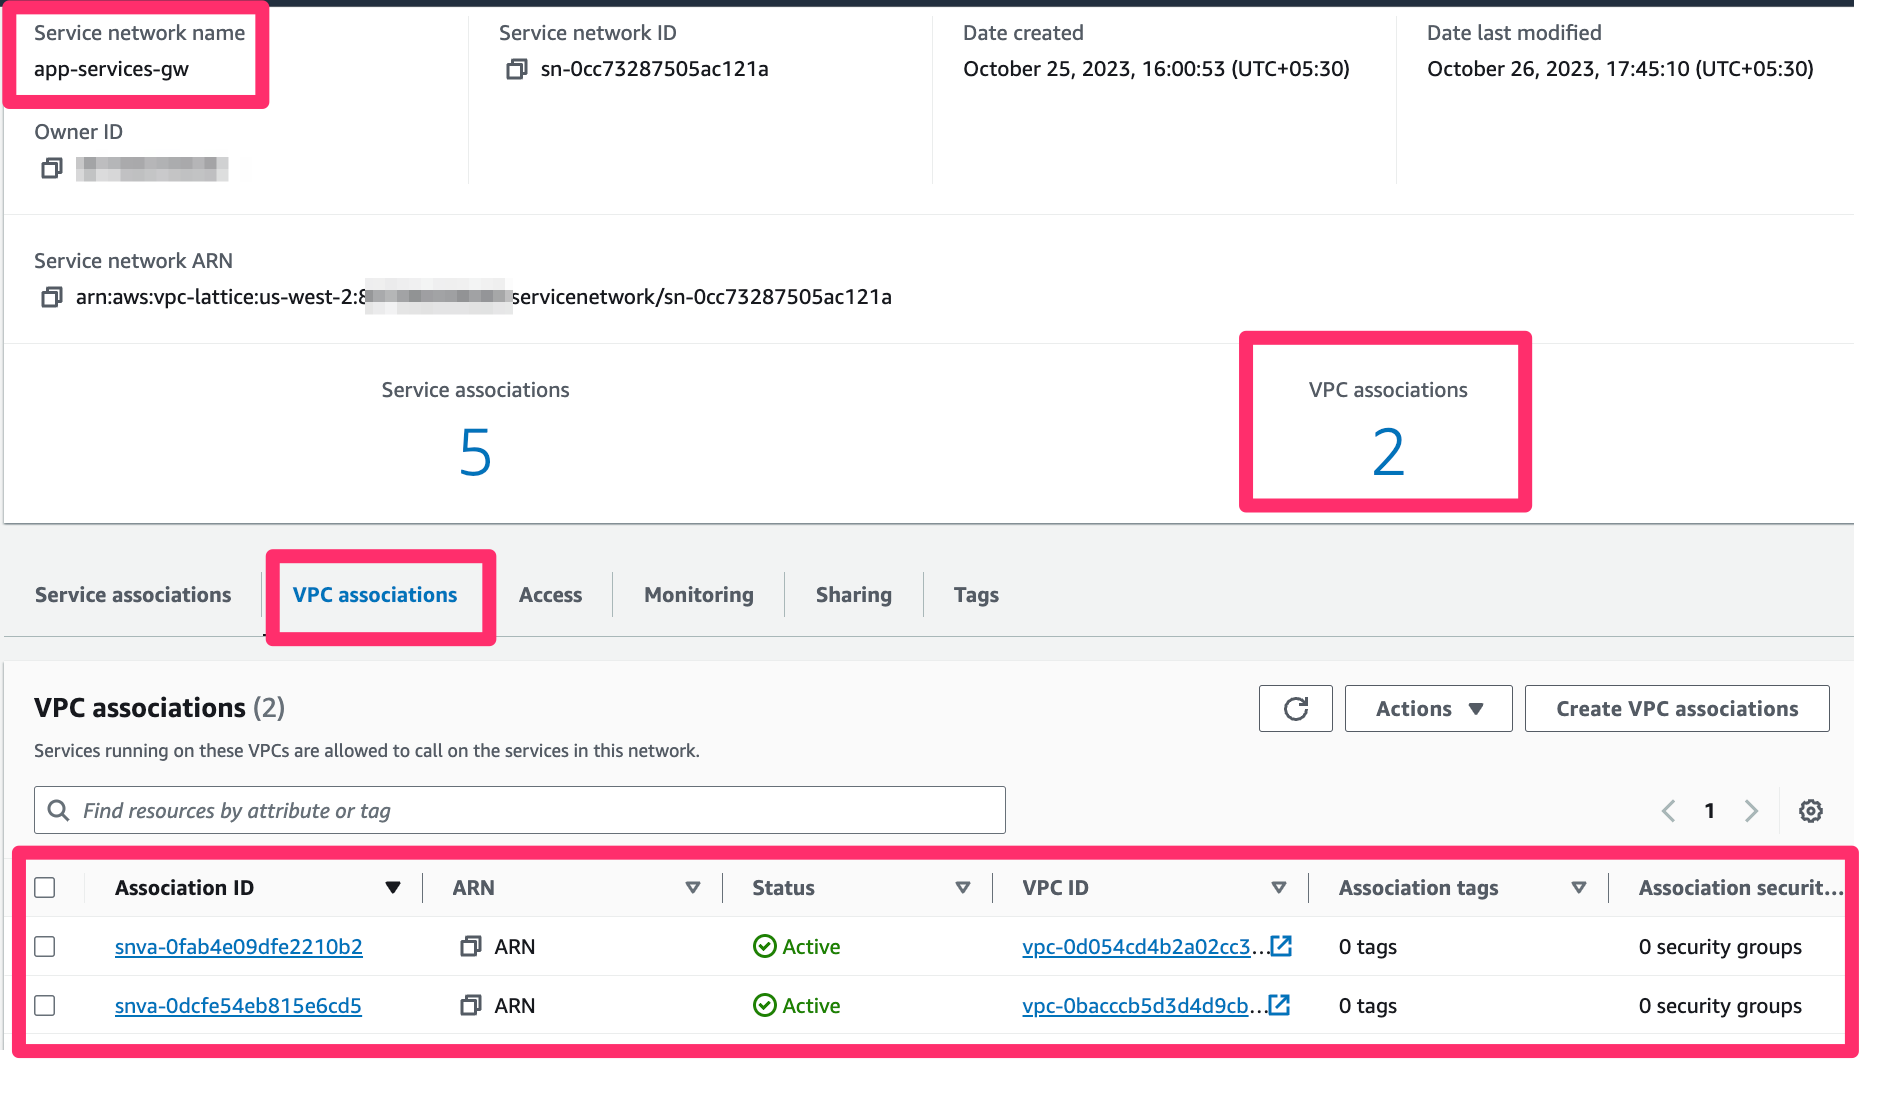 Service network name
app-services-gw
Service network ID
sn-0cc73287505ac121a
Date created
October 25, 2023, 16:00:53 (UTC+05:30)
Date last modified
October 26, 2023, 17:45:10 (UTC+05:30)
Owner ID
Service network ARN
arn:aws:vpc-lattice:us-west-2:8 servicenetwork/sn-0cc73287505ac121a
Service associations
5
VPC associations
2
Service associations
VPC associations
Access
Monitoring
Sharing
Tags
VPC associations (2)
Actions
Create VPC associations
Services running on these VPCs are allowed to call on the services in this network.
Find resources by attribute or tag
1
Association ID ARN Status VPC ID Association tags Association securit...
snva-0fab4e09dfe2210b2 ARN Active vpc-0d054cd4b2a02cc3... 0 tags 0 security groups
snva-0dcfe54eb815e6cd5 ARN Active vpc-0bacccb5d3d4d9cb... 0 tags 0 security groups